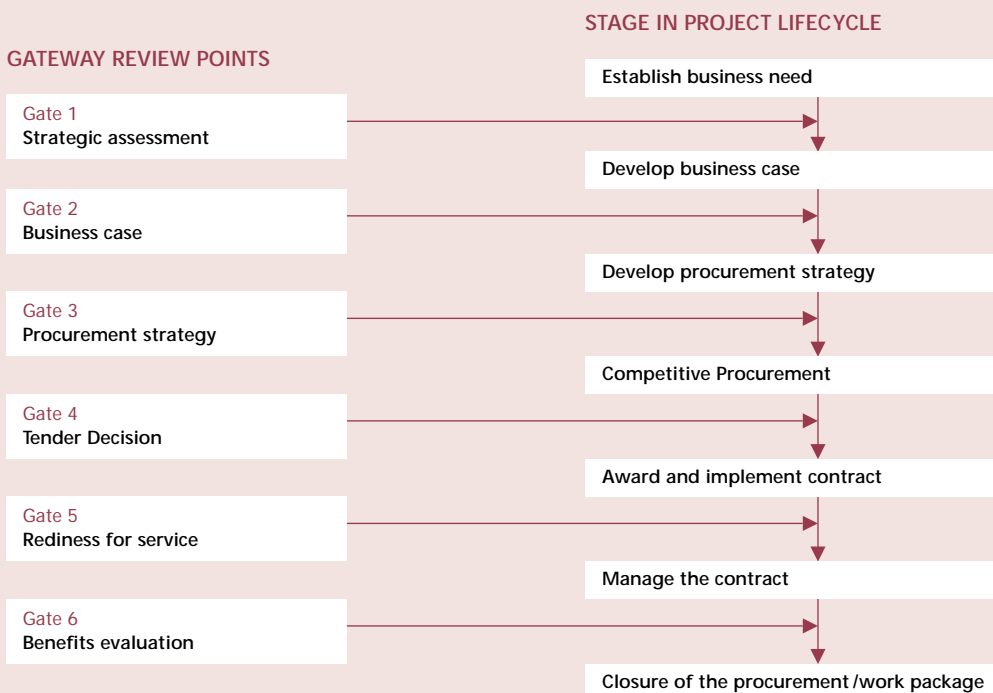 STAGE IN PROJECT LIFECYCLE
GATEWAY REVIEW POINTS
Establish business need
Gate 1
Strategic assessment
Develop business case
Gate 2
Business case
Develop procurement strategy
Gate 3
Procurement strategy
Competitive Procurement
Gate 4
Tender Decision
Award and implement contract
Gate 5
Rediness for service
Manage the contract
Gate 6
Benefits evaluation
Closure of the procurement/work package